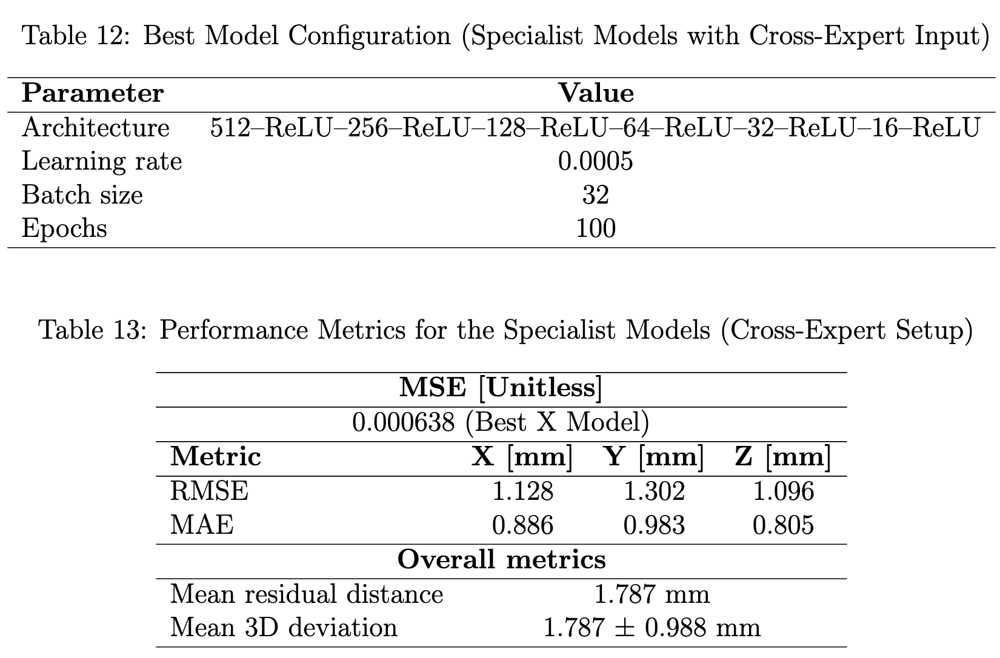 Table 12: Best Model Configuration (Specialist Models with Cross-Expert Input)
Parameter Value
Architecture 512–ReLU–256–ReLU–128–ReLU–64–ReLU–32–ReLU–16–ReLU
Learning rate 0.0005
Batch size 32
Epochs 100
Table 13: Performance Metrics for the Specialist Models (Cross-Expert Setup)
MSE [Unitless]
0.000638 (Best X Model)
Metric X [mm] Y [mm] Z [mm]
RMSE 1.128 1.302 1.096
MAE 0.886 0.983 0.805
Overall metrics
Mean residual distance 1.787 mm
Mean 3D deviation 1.787 ± 0.988 mm